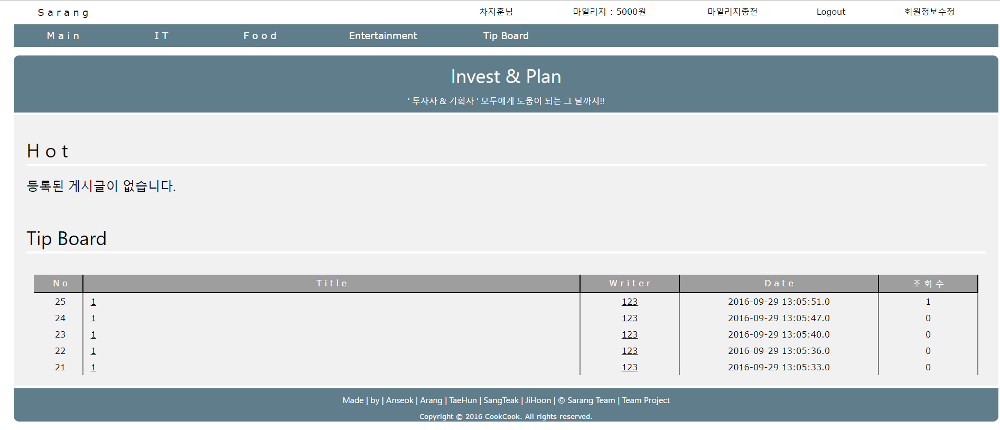 Sarang 차지훈님 마일리지 : 5000원 마일리지충전 Logout 회원정보수정
Main IT Food Entertainment Tip Board
Invest & Plan
' 투자자 & 기획자 ' 모두에게 도움이 되는 그 날까지!!
Hot
등록된 게시글이 없습니다.
Tip Board
No Title Writer Date 조회수
25 1 123 2016-09-29 13:05:51.0 1
24 1 123 2016-09-29 13:05:47.0 0
23 1 123 2016-09-29 13:05:40.0 0
22 1 123 2016-09-29 13:05:36.0 0
21 1 123 2016-09-29 13:05:33.0 0
Made | by | Anseok | Arang | TaeHun | SangTeak | JiHoon | © Sarang Team | Team Project
Copyright © 2016 CookCook. All rights reserved.